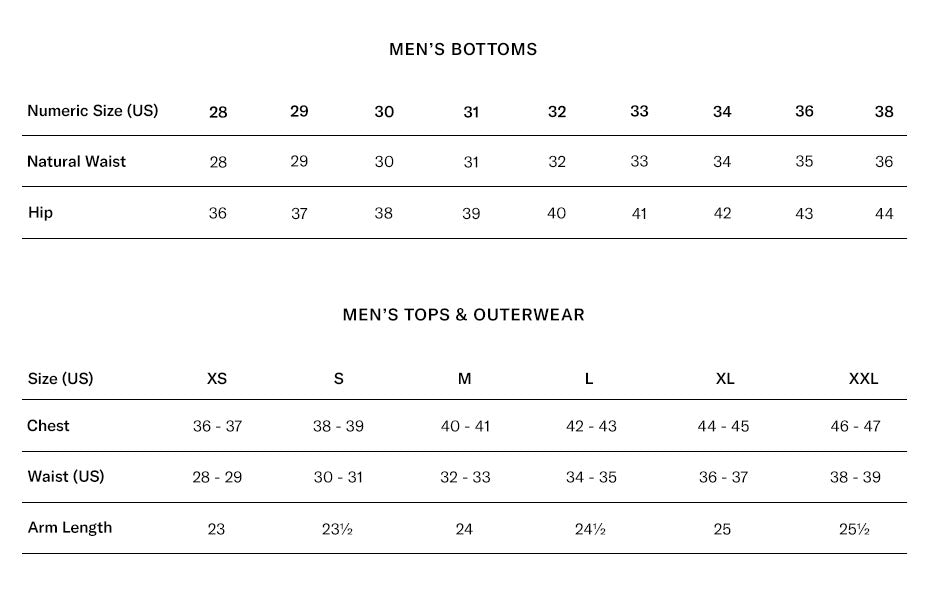 MEN’S BOTTOMS
Numeric Size (US) 28 29 30 31 32 33 34 36 38
Natural Waist 28 29 30 31 32 33 34 35 36
Hip 36 37 38 39 40 41 42 43 44
MEN’S TOPS & OUTERWEAR
Size (US) XS S M L XL XXL
Chest 36 - 37 38 - 39 40 - 41 42 - 43 44 - 45 46 - 47
Waist (US) 28 - 29 30 - 31 32 - 33 34 - 35 36 - 37 38 - 39
Arm Length 23 23½ 24 24½ 25 25½